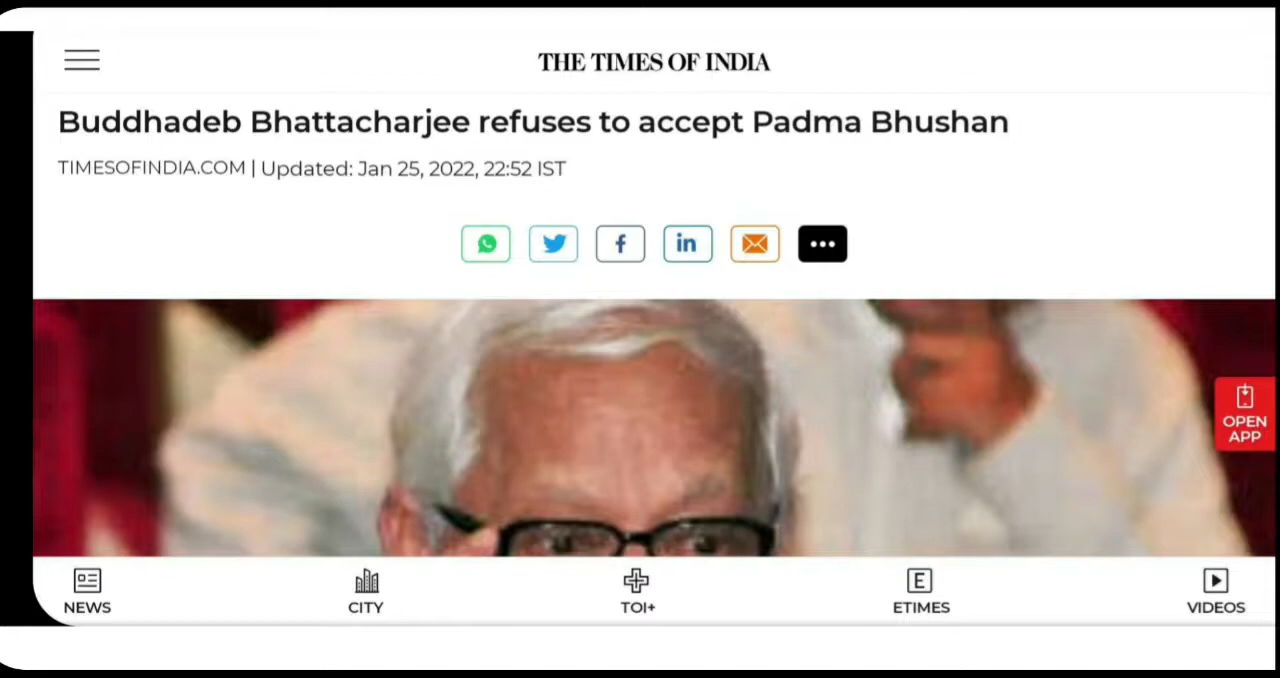 THE TIMES OF INDIA
Buddhadeb Bhattacharjee refuses to accept Padma Bhushan
TIMESOFINDIA.COM | Updated: Jan 25, 2022, 22:52 IST
f in
OPEN
APP
E
NEWS CITY TOI+ ETIMES VIDEOS